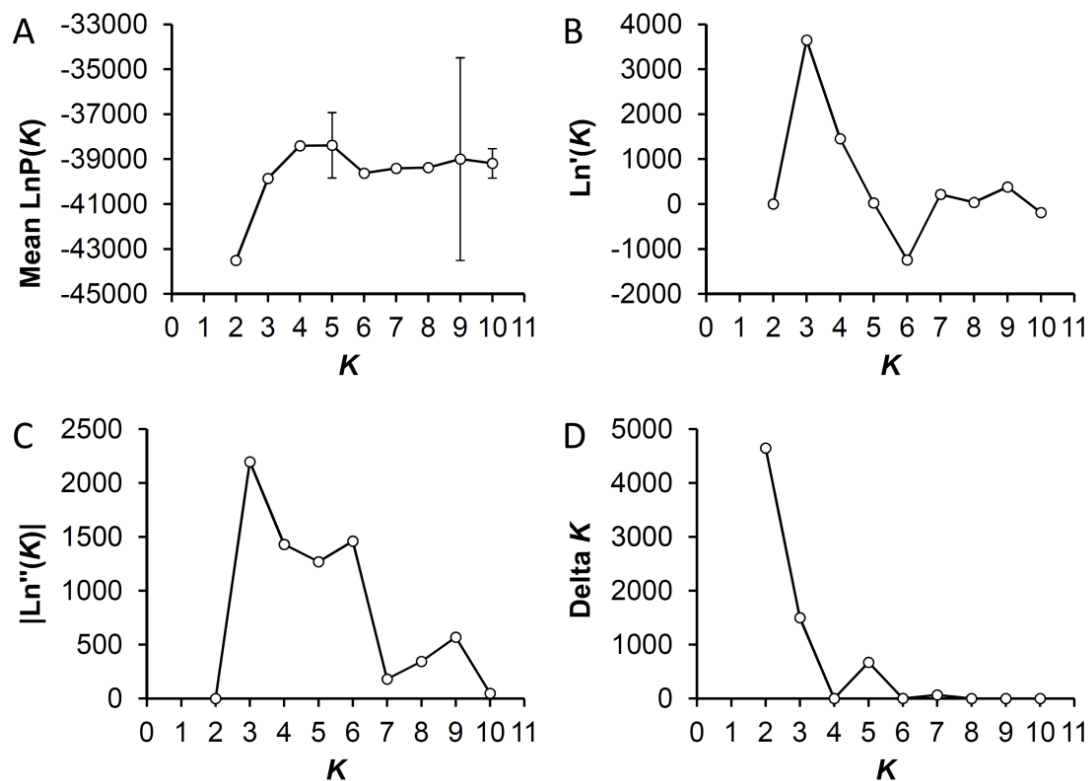 A
Mean LnP(K)
-33000
-35000
-37000
-39000
-41000
-43000
-45000
0 1 2 3 4 5 6 7 8 9 10 11
K
B
Ln'(K)
4000
3000
2000
1000
0
-1000
-2000
0 1 2 3 4 5 6 7 8 9 10 11
K
C
|Ln"(K)|
2500
2000
1500
1000
500
0
0 1 2 3 4 5 6 7 8 9 10 11
K
D
Delta K
5000
4000
3000
2000
1000
0
0 1 2 3 4 5 6 7 8 9 10 11
K